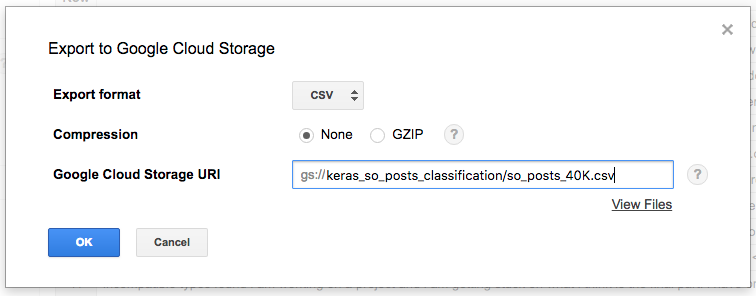 ×
Export to Google Cloud Storage
Export format CSV
Compression None GZIP ?
Google Cloud Storage URI gs://keras_so_posts_classification/so_posts_40K.csv ?
View Files
OK Cancel